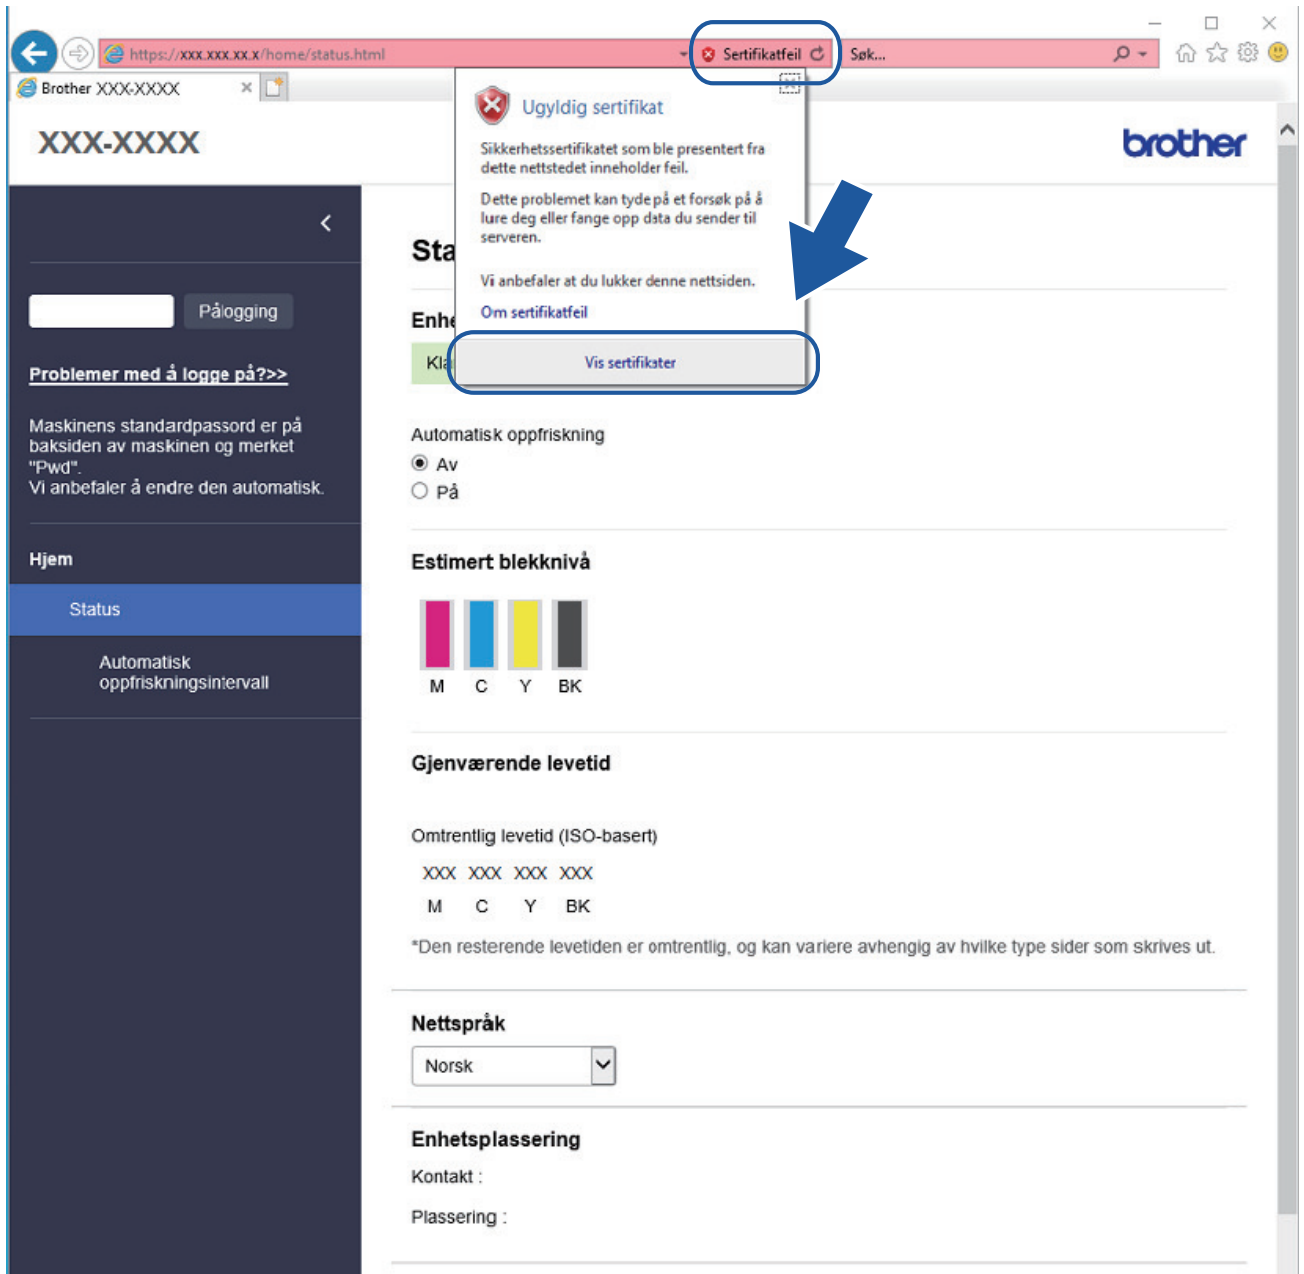 https://xxx.xxx.xx.x/home/status.html
Sertifikatfeil
Søk...
Brother XXX-XXXX
XXX-XXXX
brother
Ugyldig sertifikat
Sikkerhetssertifikatet som ble presentert fra
dette nettstedet inneholder feil.
Dette problemet kan tyde på et forsøk på å
lure deg eller fange opp data du sender til
serveren.
Vi anbefaler at du lukker denne nettsiden.
Om sertifikatfeil
Vis sertifikater
Pålogging
Problemer med å logge på?>>
Maskinens standardpassord er på
baksiden av maskinen og merket
"Pwd".
Vi anbefaler å endre den automatisk.
Hjem
Status
Automatisk
oppfriskningsintervall
Sta
Enhe
Kla
Automatisk oppfriskning
Av
På
Estimert blekknivå
M C Y BK
Gjenværende levetid
Omtrentlig levetid (ISO-basert)
XXX XXX XXX XXX
M C Y BK
*Den resterende levetiden er omtrentlig, og kan variere avhengig av hvilke type sider som skrives ut.
Nettspråk
Norsk
Enhetsplassering
Kontakt :
Plassering :